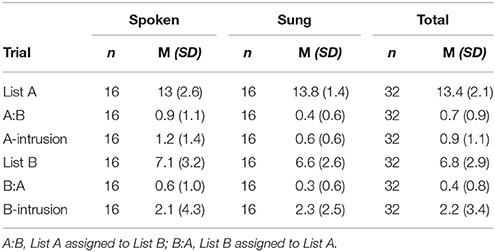 Spoken Sung Total
Trial n M (SD) n M (SD) n M (SD)
List A 16 13 (2.6) 16 13.8 (1.4) 32 13.4 (2.1)
A:B 16 0.9 (1.1) 16 0.4 (0.6) 32 0.7 (0.9)
A-intrusion 16 1.2 (1.4) 16 0.6 (0.6) 32 0.9 (1.1)
List B 16 7.1 (3.2) 16 6.6 (2.6) 32 6.8 (2.9)
B:A 16 0.6 (1.0) 16 0.3 (0.6) 32 0.4 (0.8)
B-intrusion 16 2.1 (4.3) 16 2.3 (2.5) 32 2.2 (3.4)
A:B, List A assigned to List B; B:A, List B assigned to List A.